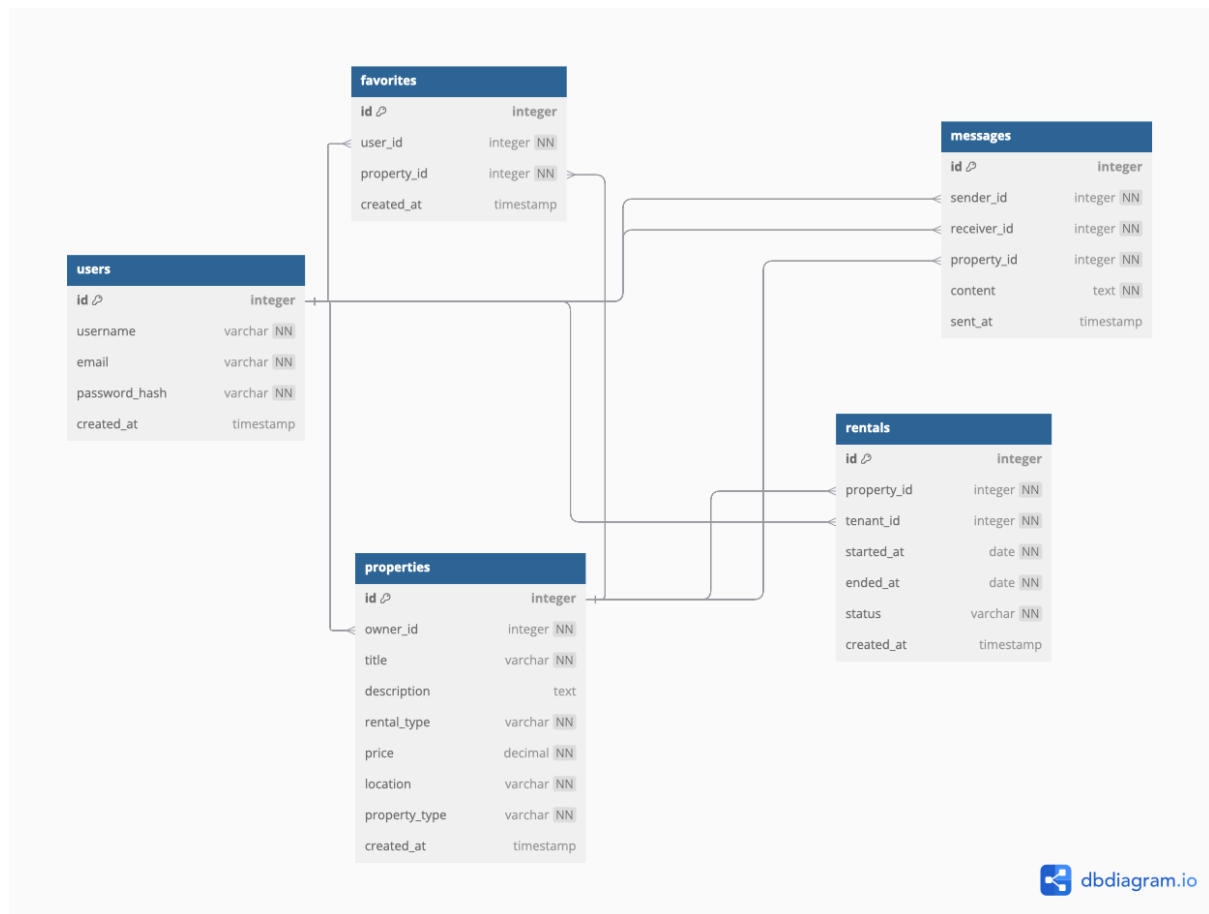 favorites
id integer
user_id integer NN
property_id integer NN
created_at timestamp
messages
id integer
sender_id integer NN
receiver_id integer NN
property_id integer NN
content text NN
sent_at timestamp
users
id integer
username varchar NN
email varchar NN
password_hash varchar NN
created_at timestamp
rentals
id integer
property_id integer NN
tenant_id integer NN
started_at date NN
ended_at date NN
status varchar NN
created_at timestamp
properties
id integer
owner_id integer NN
title varchar NN
description text
rental_type varchar NN
price decimal NN
location varchar NN
property_type varchar NN
created_at timestamp
dbdiagram.io